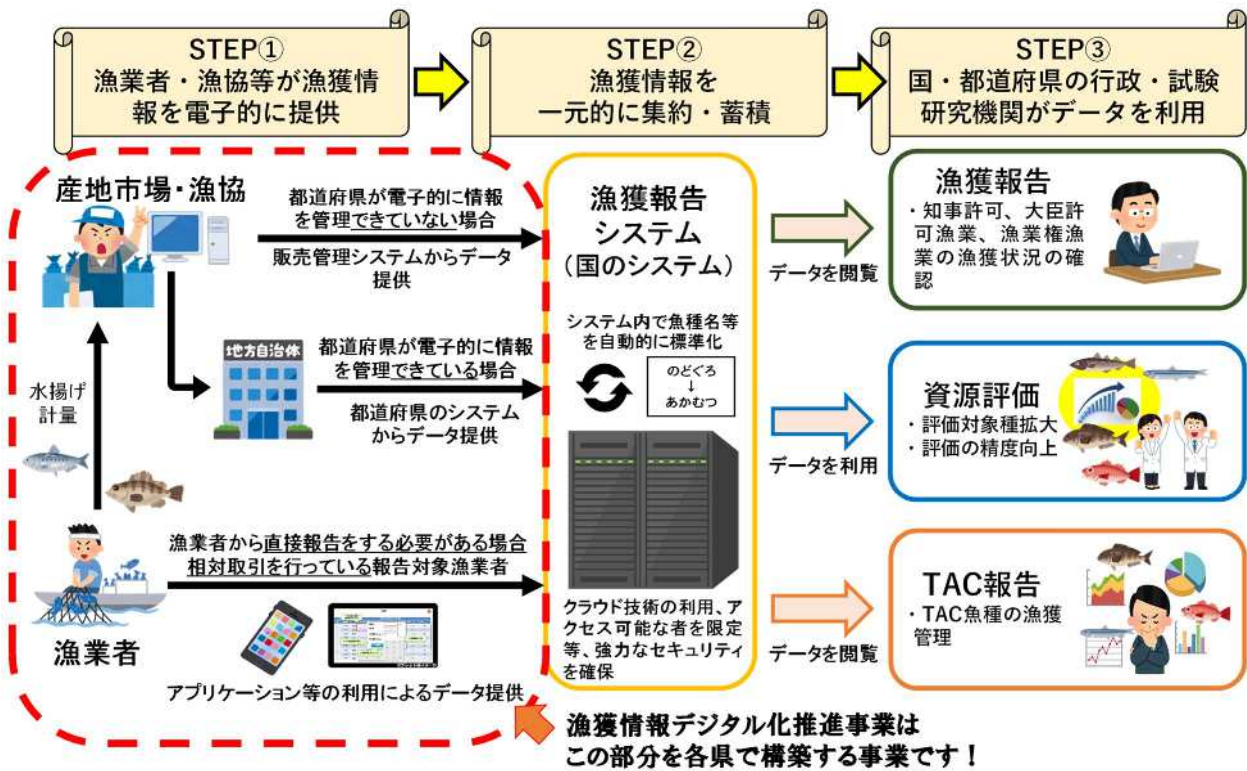 STEP①
漁業者・漁協等が漁獲情
報を電子的に提供
STEP②
漁獲情報を
一元的に集約・蓄積
STEP③
国・都道府県の行政・試験
研究機関がデータを利用
産地市場・漁協
都道府県が電子的に情報
を管理できていない場合
販売管理システムからデータ
提供
地方自治体
都道府県が電子的に情報
を管理できている場合
都道府県のシステム
からデータ提供
水揚げ
計量
漁業者から直接報告をする必要がある場合
相対取引を行っている報告対象漁業者
漁業者
アプリケーション等の利用によるデータ提供
漁獲報告
システム
(国のシステム)
システム内で魚種名等
を自動的に標準化
のどぐろ
↓
あかむつ
クラウド技術の利用、ア
クセス可能な者を限定
等、強力なセキュリティ
を確保
データを閲覧
データを利用
データを閲覧
漁獲報告
・知事許可、大臣許
可漁業、漁業権漁
業の漁獲状況の確
認
資源評価
・評価対象種拡大
・評価の精度向上
TAC報告
・TAC魚種の漁獲
管理
漁獲情報デジタル化推進事業は
この部分を各県で構築する事業です！